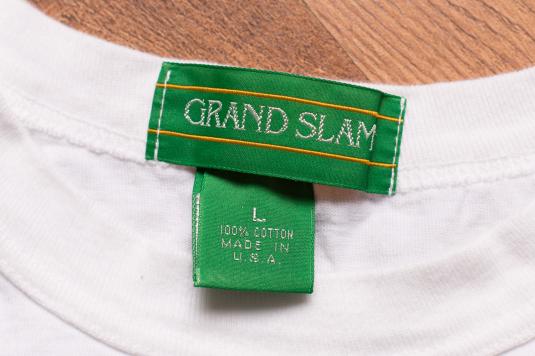 GRAND SLAM
L
100% COTTON
MADE IN
U.S.A.